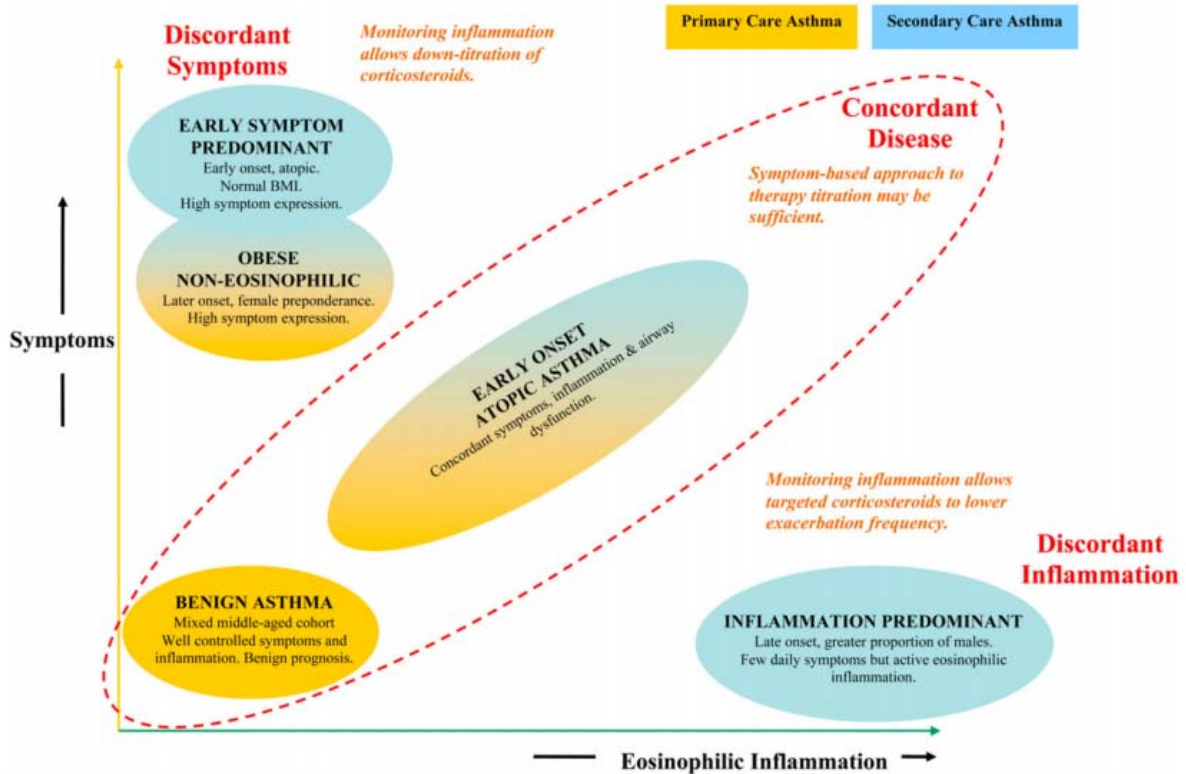 Primary Care Asthma
Secondary Care Asthma
Discordant
Symptoms
Monitoring inflammation
allows down-titration of
corticosteroids.
EARLY SYMPTOM
PREDOMINANT
Early onset, atopic.
Normal BMI.
High symptom expression.
OBESE
NON-EOSINOPHILIC
Later onset, female preponderance.
High symptom expression.
Concordant
Disease
Symptom-based approach to
therapy titration may be
sufficient.
Symptoms
EARLY ONSET
ATOPIC ASTHMA
Concordant symptoms, inflammation & airway
dysfunction.
Monitoring inflammation allows
targeted corticosteroids to lower
exacerbation frequency.
Discordant
Inflammation
BENIGN ASTHMA
Mixed middle-aged cohort
Well controlled symptoms and
inflammation. Benign prognosis.
INFLAMMATION PREDOMINANT
Late onset, greater proportion of males.
Few daily symptoms but active eosinophilic
inflammation.
Eosinophilic Inflammation